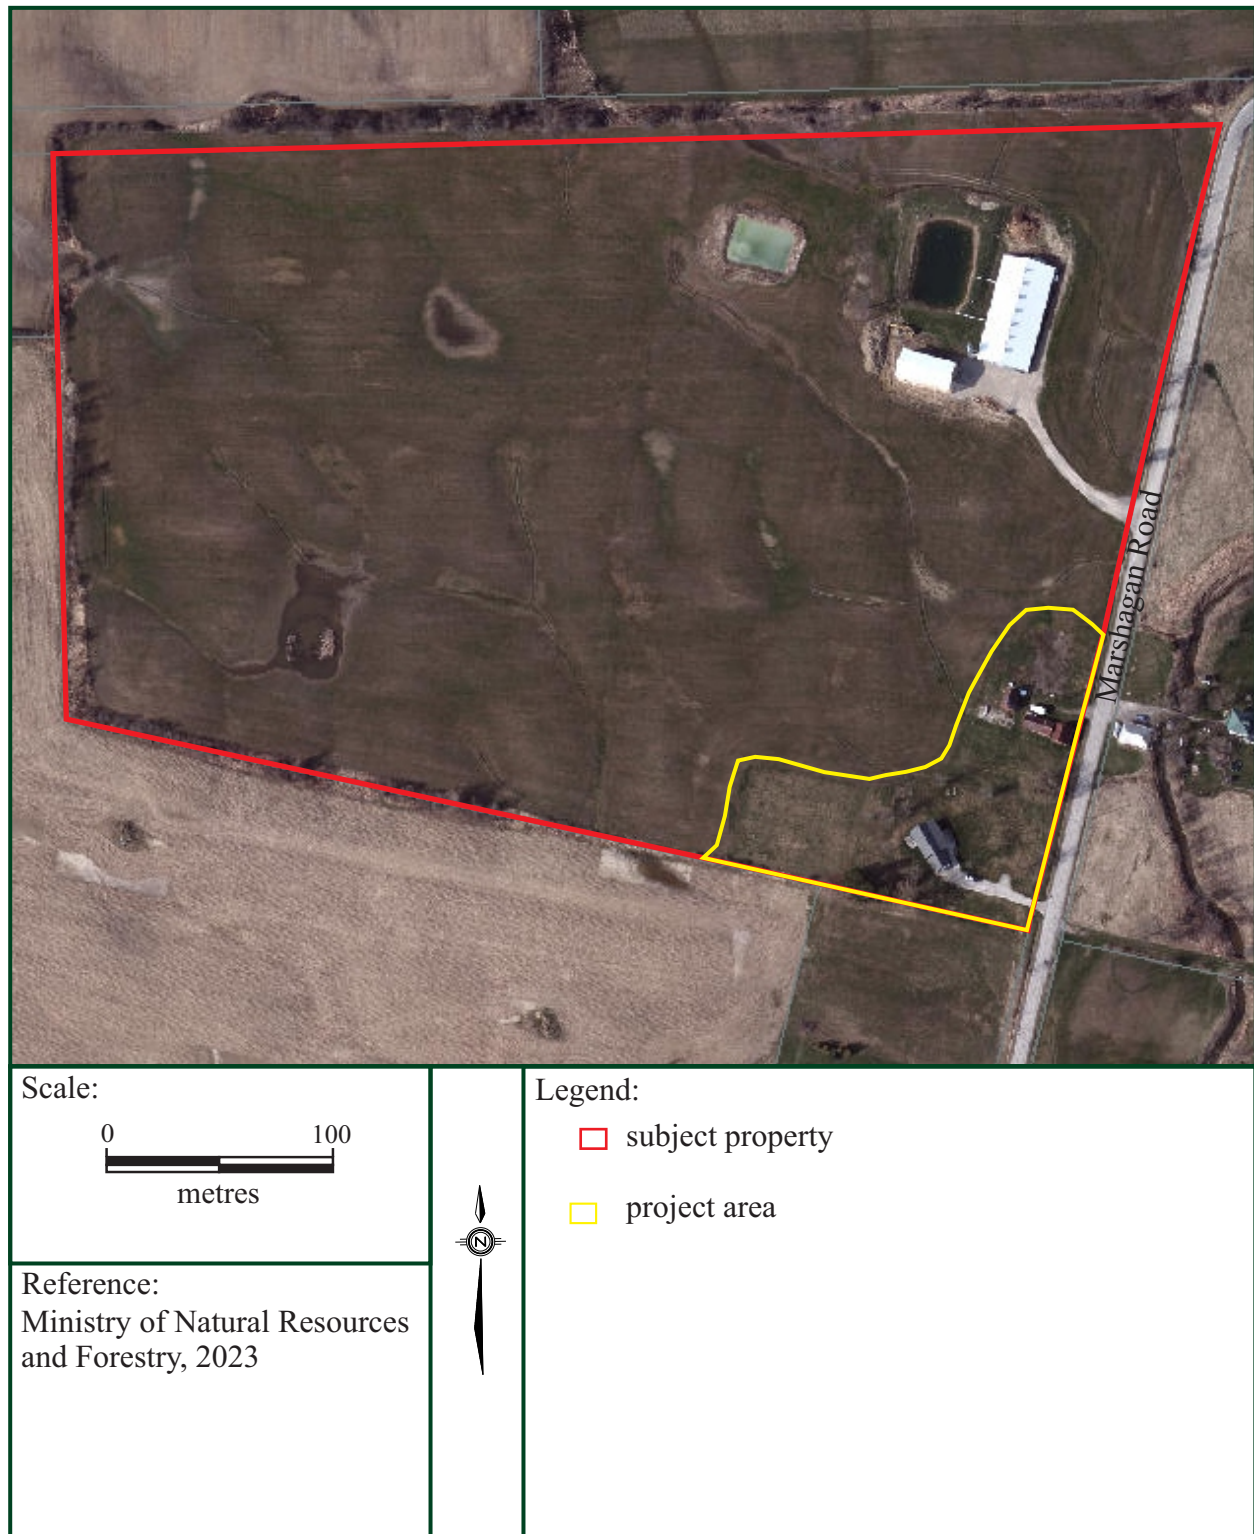 Marshagan Road
Scale:
0 100
metres
Reference:
Ministry of Natural Resources
and Forestry, 2023
N
Legend:
subject property
project area